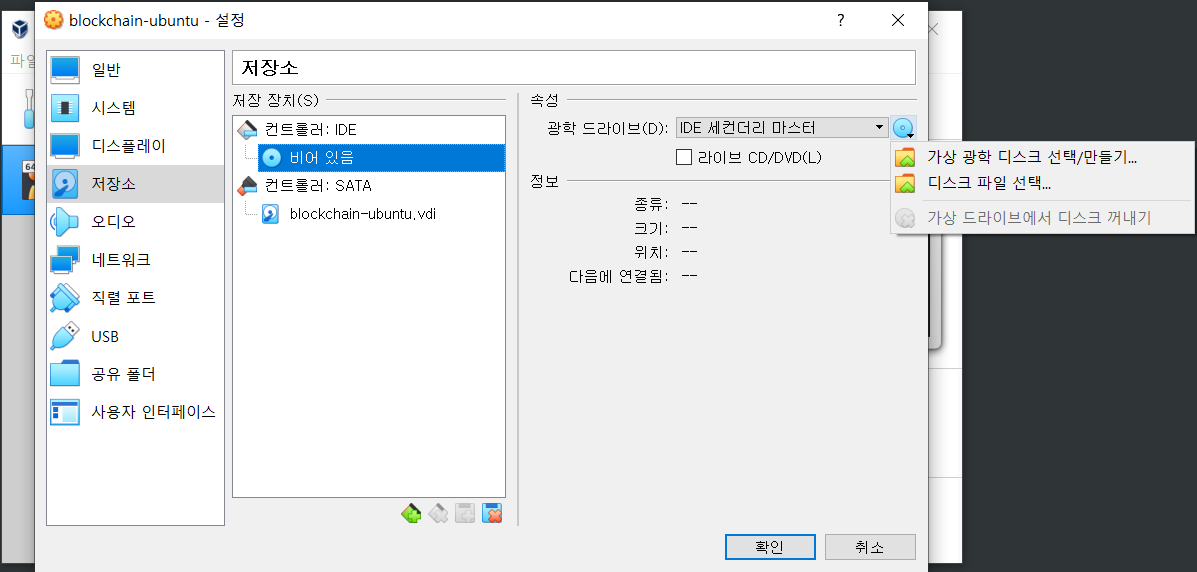 blockchain-ubuntu - 설정
?
파일
64
일반
시스템
디스플레이
저장소
오디오
네트워크
직렬 포트
USB
공유 폴더
사용자 인터페이스
저장소
저장 장치(S)
컨트롤러: IDE
비어 있음
컨트롤러: SATA
blockchain-ubuntu.vdi
속성
광학 드라이브(D): IDE 세컨더리 마스터
라이브 CD/DVD(L)
정보
종류: --
크기: --
위치: --
다음에 연결됨: --
가상 광학 디스크 선택/만들기...
디스크 파일 선택...
가상 드라이브에서 디스크 꺼내기
확인
취소